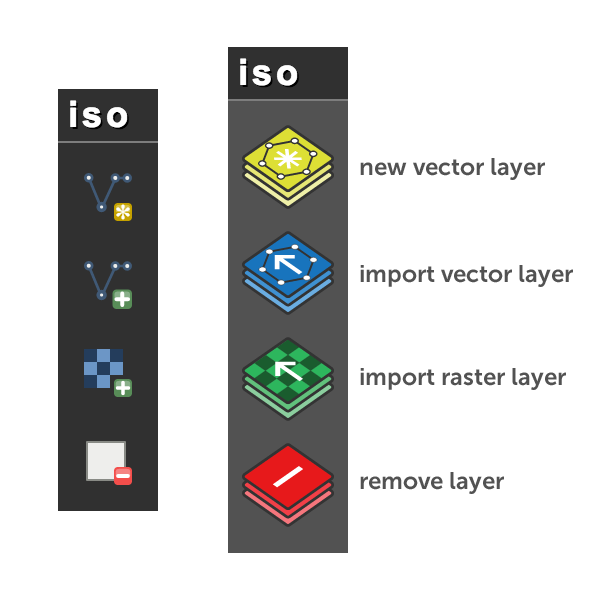 iso
iso
new vector layer
import vector layer
import raster layer
remove layer